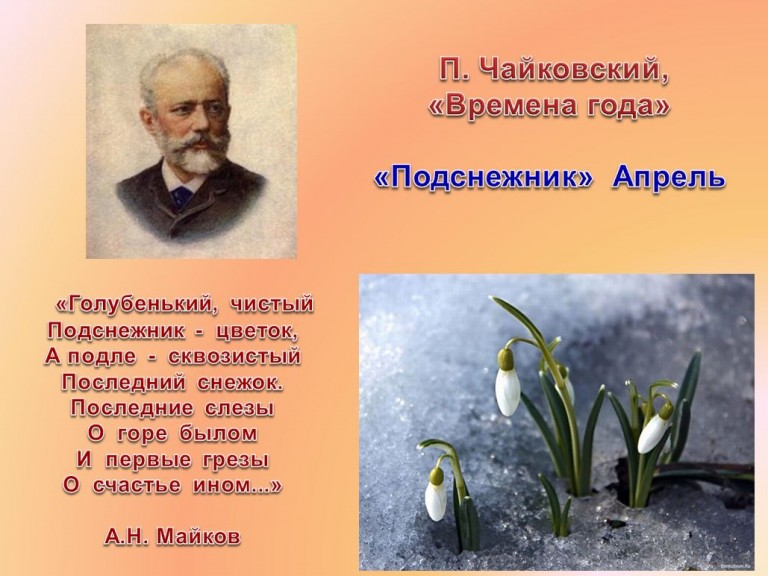 П. Чайковский,
«Времена года»
«Подснежник» Апрель
«Голубенький, чистый
Подснежник - цветок,
А подле - сквозистый
Последний снежок.
Последние слезы
О горе былом
И первые грезы
О счастье ином...»
А.Н. Майков